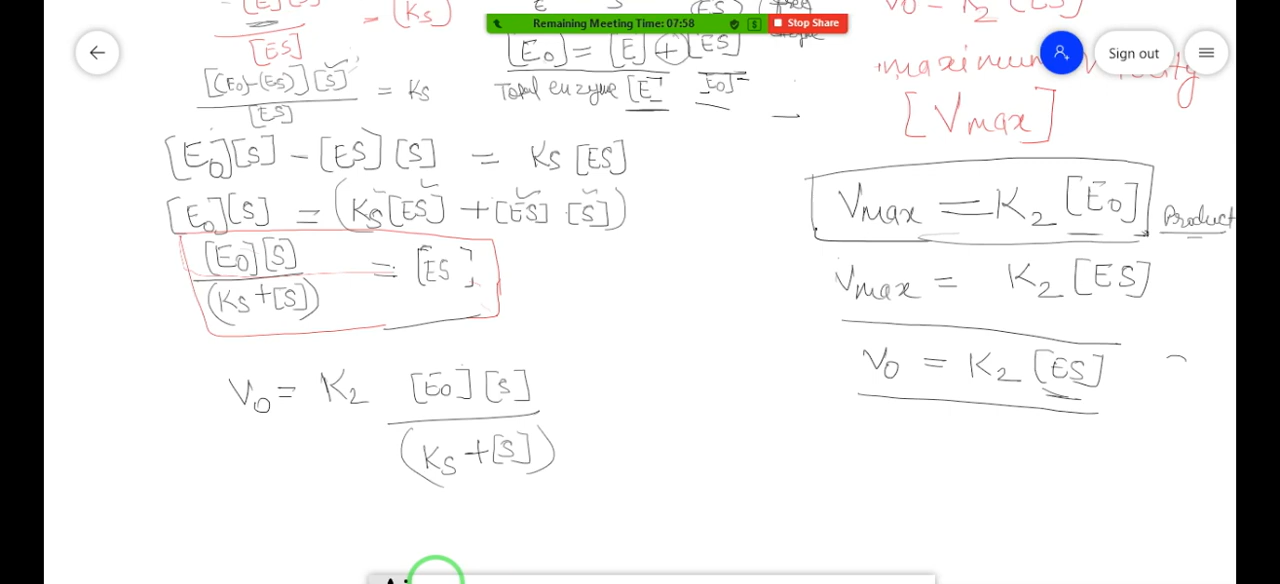 Remaining Meeting Time: 07:58
Stop Share
Sign out
= (Ks)
[ES]
[(E0)-(ES)] [S]
= Ks
[ES]
[E0][S] - [ES][S] = Ks [ES]
[E0][S] = (Ks[ES] + [ES] [S])
[E0][S]
= [ES]
(Ks+[S])
V0 = K2 [E0][S]
(Ks+[S])
[E0] = [E] + [ES]
Total enzyme [E] [E0]
maximum velocity
[Vmax]
Vmax = K2 [E0]
Product
Vmax = K2 [ES]
V0 = K2 [ES]